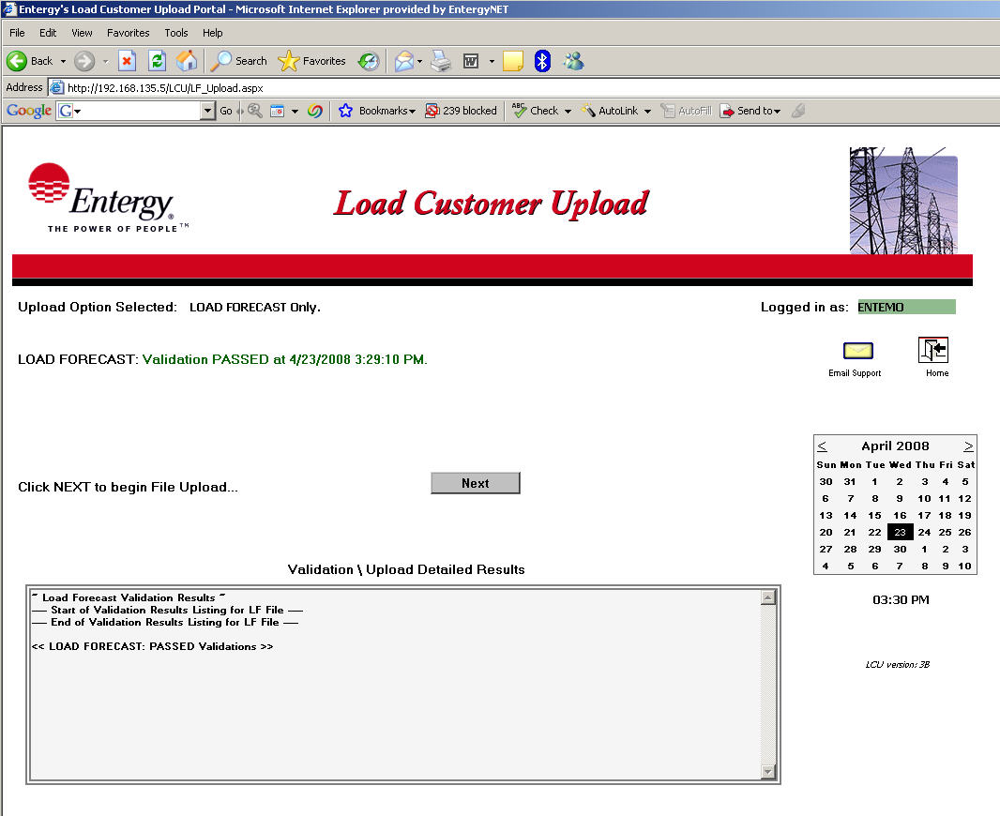 Entergy's Load Customer Upload Portal - Microsoft Internet Explorer provided by EntergyNET
File Edit View Favorites Tools Help
Back Search Favorites W
Address http://192.168.135.5/LCU/LF_Upload.aspx
Google G Go Bookmarks 239 blocked ABC Check AutoLink AutoFill Send to
Entergy®
THE POWER OF PEOPLE™
Load Customer Upload
Upload Option Selected: LOAD FORECAST Only.
Logged in as: ENTEMO
LOAD FORECAST: Validation PASSED at 4/23/2008 3:29:10 PM.
Email Support Home
Click NEXT to begin File Upload...
Next
< April 2008 >
Sun Mon Tue Wed Thu Fri Sat
30 31 1 2 3 4 5
6 7 8 9 10 11 12
13 14 15 16 17 18 19
20 21 22 23 24 25 26
27 28 29 30 1 2 3
4 5 6 7 8 9 10
03:30 PM
LCU version: 3B
Validation \ Upload Detailed Results
~ Load Forecast Validation Results ~
---- Start of Validation Results Listing for LF File ----
---- End of Validation Results Listing for LF File ----
<< LOAD FORECAST: PASSED Validations >>